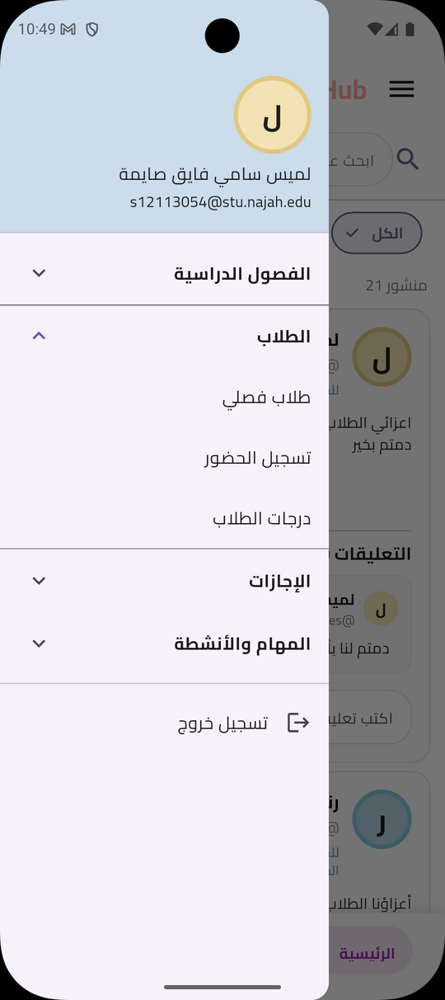 10:49
ل
لميس سامي فايق صايمة
s12113054@stu.najah.edu
الفصول الدراسية
الطلاب
طلاب فصلي
تسجيل الحضور
درجات الطلاب
الإجازات
المهام والأنشطة
تسجيل خروج
Hub
ابحث
الكل
21 منشور
ل
@
اعزائي الطلاب
دمتم بخير
التعليقات
ل
لميس
es@
دمتم لنا
اكتب
ر
@
أعزاؤنا الطلاب
الرئيسية